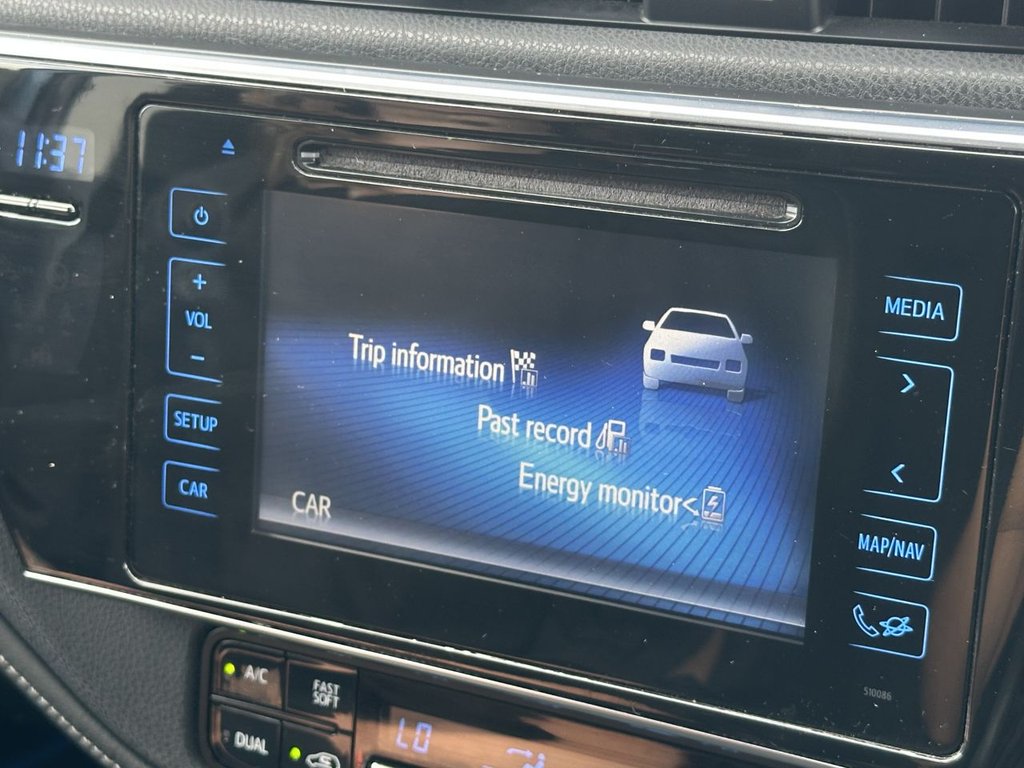 11:37
+
VOL
−
SETUP
CAR
Trip information
Past record
Energy monitor
CAR
MEDIA
>
<
MAP/NAV
510086
A/C
FAST
SOFT
DUAL
LO